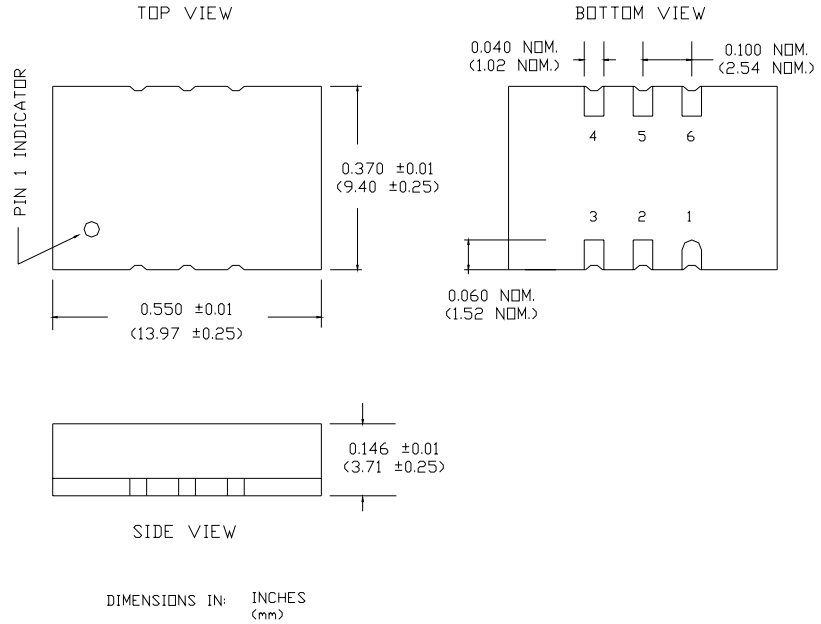 TOP VIEW
BOTTOM VIEW
0.040 NOM.
(1.02 NOM.)
0.100 NOM.
(2.54 NOM.)
PIN 1 INDICATOR
4 5 6
0.370 ±0.01
(9.40 ±0.25)
3 2 1
0.060 NOM.
(1.52 NOM.)
0.550 ±0.01
(13.97 ±0.25)
0.146 ±0.01
(3.71 ±0.25)
SIDE VIEW
DIMENSIONS IN: INCHES
(mm)